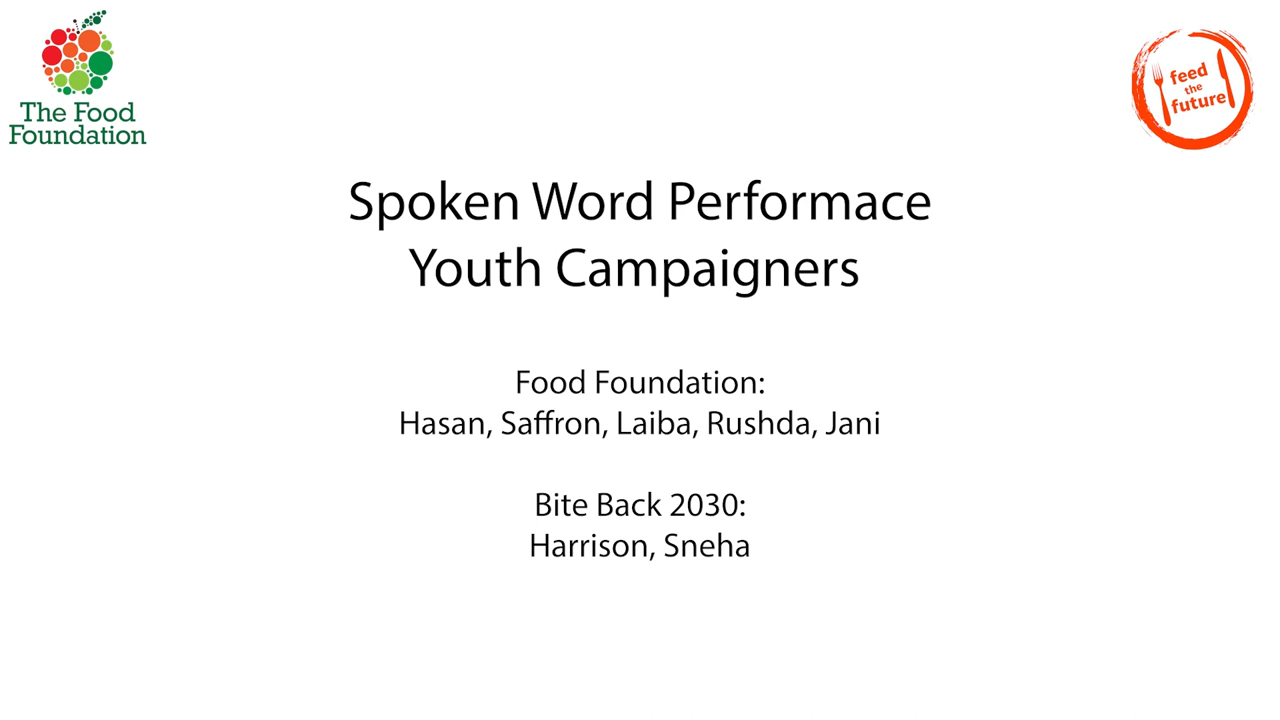 The Food
Foundation
feed
the
future
Spoken Word Performace
Youth Campaigners
Food Foundation:
Hasan, Saffron, Laiba, Rushda, Jani
Bite Back 2030:
Harrison, Sneha